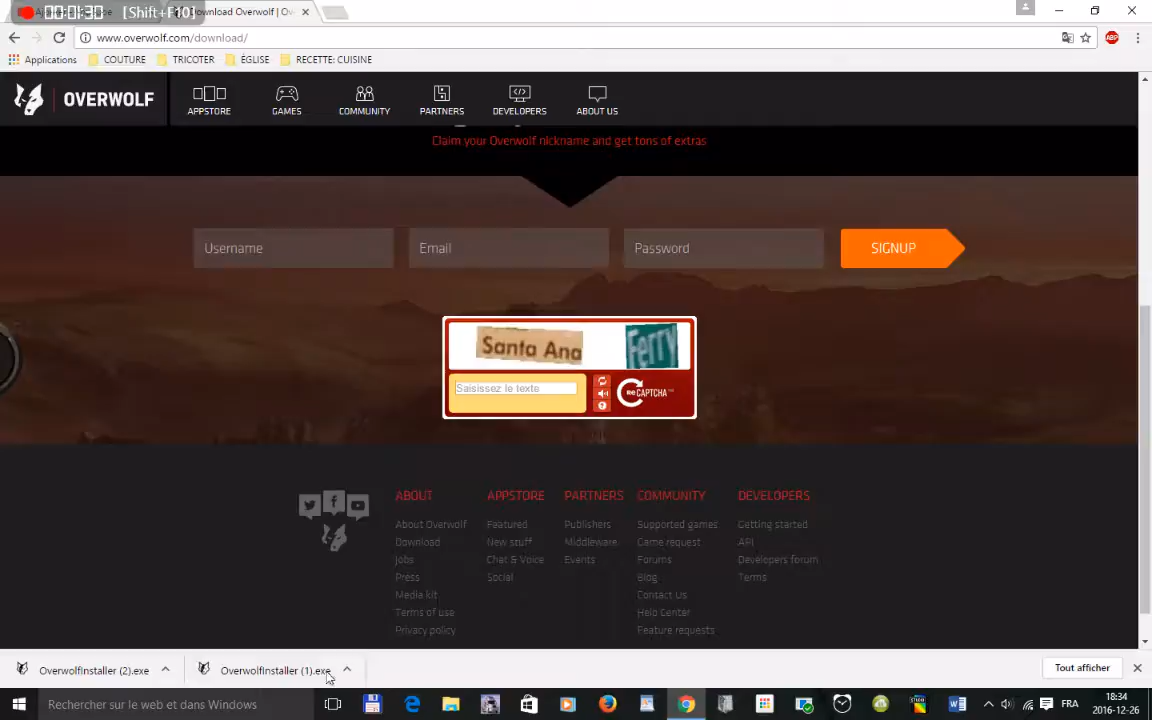 00:01:30 [Shift+F10]
Download Overwolf | Ov
www.overwolf.com/download/
ABP
Applications COUTURE TRICOTER ÉGLISE RECETTE: CUISINE
OVERWOLF
APPSTORE GAMES COMMUNITY PARTNERS DEVELOPERS ABOUT US
Claim your Overwolf nickname and get tons of extras
Username Email Password SIGNUP
Santa Ana Ferry
Saisissez le texte
reCAPTCHA
ABOUT APPSTORE PARTNERS COMMUNITY DEVELOPERS
About Overwolf Featured Publishers Supported games Getting started
Download New stuff Middleware Game request API
Jobs Chat & Voice Events Forums Developers forum
Press Social Blog Terms
Media kit Contact Us
Terms of use Help Center
Privacy policy Feature requests
OverwolfInstaller (2).exe OverwolfInstaller (1).exe Tout afficher
Rechercher sur le web et dans Windows
FRA
18:34
2016-12-26